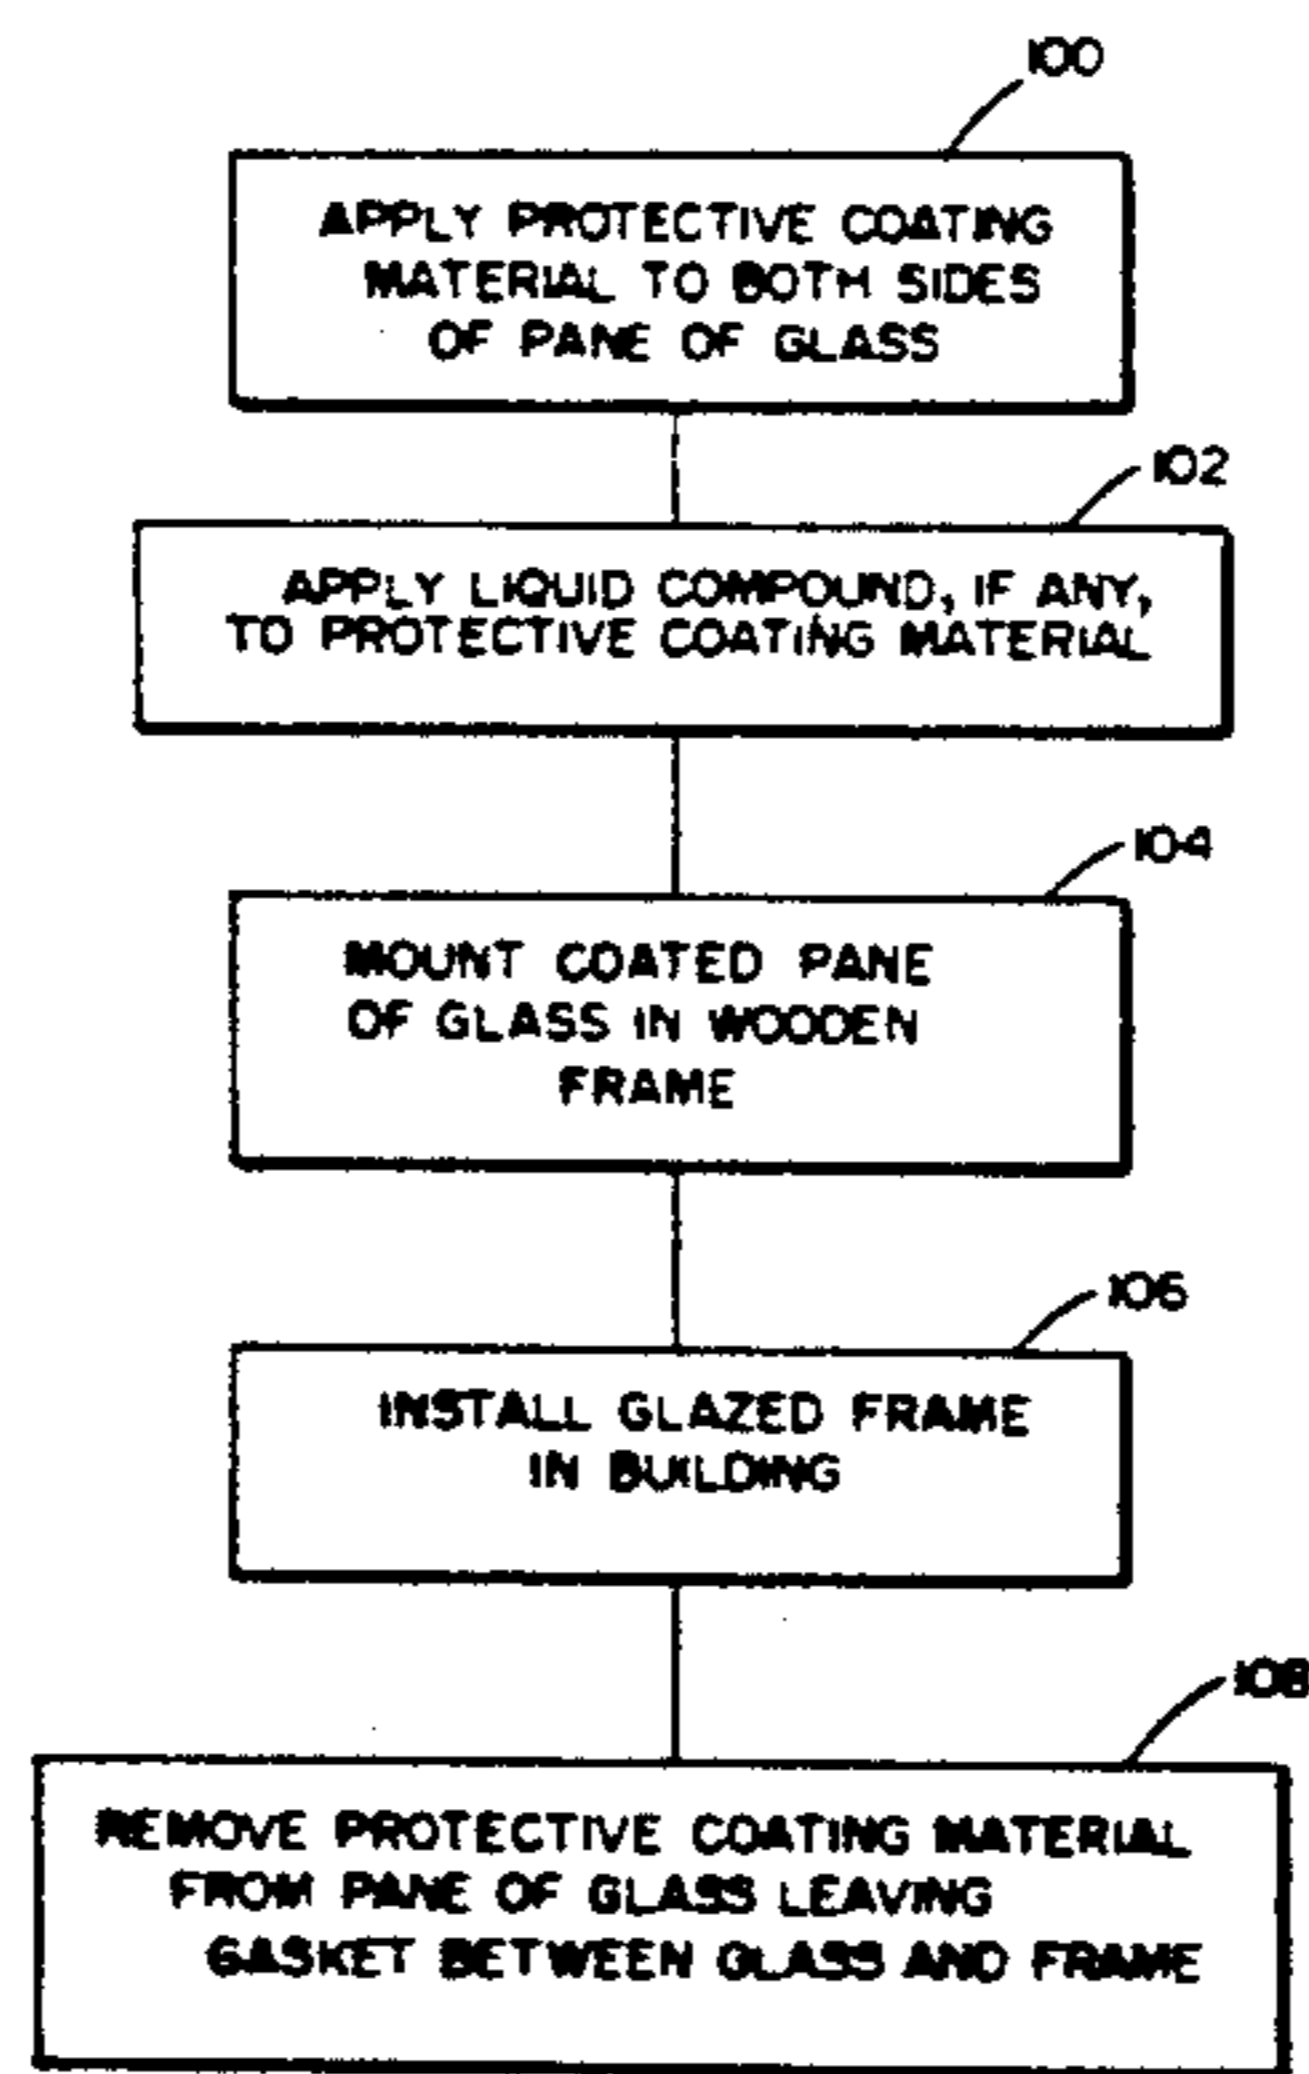 100
APPLY PROTECTIVE COATING
MATERIAL TO BOTH SIDES
OF PANE OF GLASS
102
APPLY LIQUID COMPOUND, IF ANY,
TO PROTECTIVE COATING MATERIAL
104
MOUNT COATED PANE
OF GLASS IN WOODEN
FRAME
106
INSTALL GLAZED FRAME
IN BUILDING
108
REMOVE PROTECTIVE COATING MATERIAL
FROM PANE OF GLASS LEAVING
GASKET BETWEEN GLASS AND FRAME